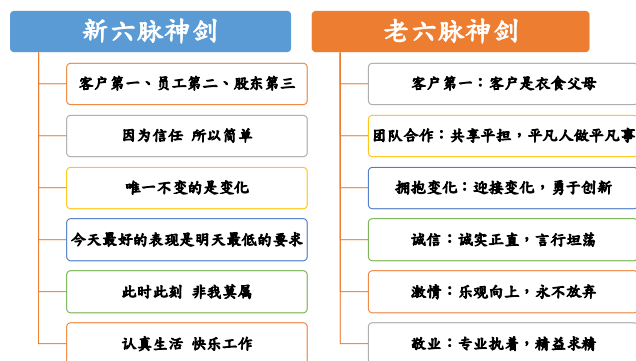 新六脉神剑
客户第一、员工第二、股东第三
因为信任 所以简单
唯一不变的是变化
今天最好的表现是明天最低的要求
此时此刻 非我莫属
认真生活 快乐工作
老六脉神剑
客户第一：客户是衣食父母
团队合作：共享平担，平凡人做平凡事
拥抱变化：迎接变化，勇于创新
诚信：诚实正直，言行坦荡
激情：乐观向上，永不放弃
敬业：专业执着，精益求精